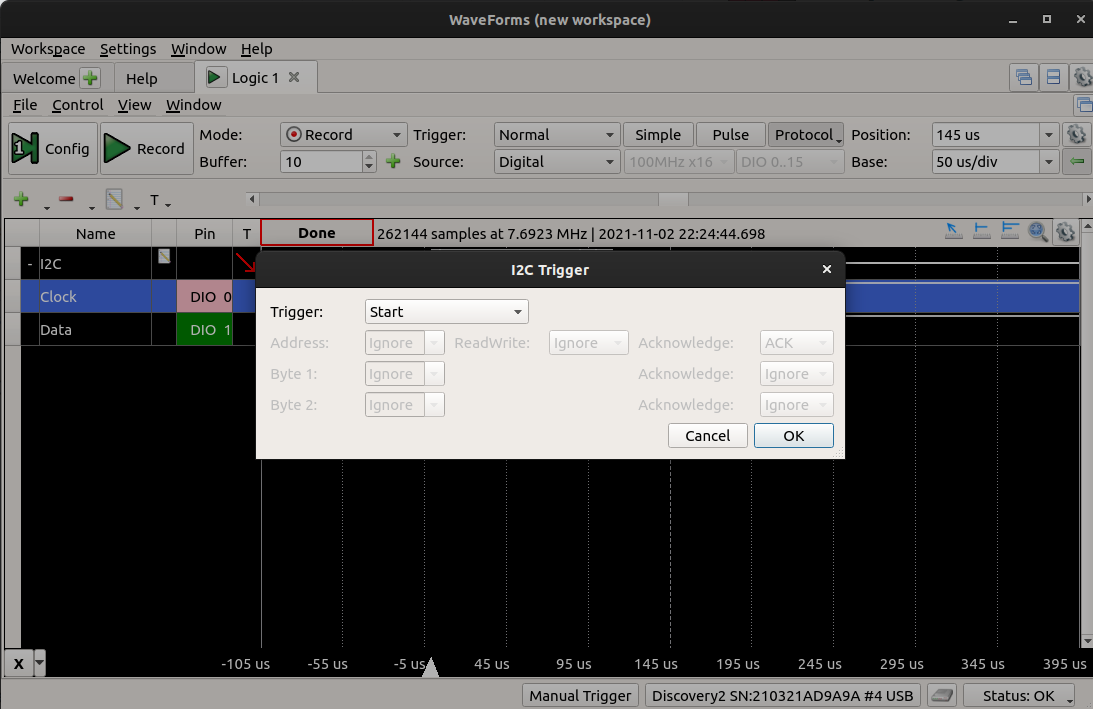 WaveForms (new workspace)
Workspace Settings Window Help
Welcome Help Logic 1
File Control View Window
Config Record Mode: Record Trigger: Normal Simple Pulse Protocol Position: 145 us
Buffer: 10 Source: Digital 100MHz x16 DIO 0..15 Base: 50 us/div
T
Name Pin T Done 262144 samples at 7.6923 MHz | 2021-11-02 22:24:44.698
- I2C
Clock DIO 0
Data DIO 1
I2C Trigger
Trigger: Start
Address: Ignore ReadWrite: Ignore Acknowledge: ACK
Byte 1: Ignore Acknowledge: Ignore
Byte 2: Ignore Acknowledge: Ignore
Cancel OK
X -105 us -55 us -5 us 45 us 95 us 145 us 195 us 245 us 295 us 345 us 395 us
Manual Trigger Discovery2 SN:210321AD9A9A #4 USB Status: OK